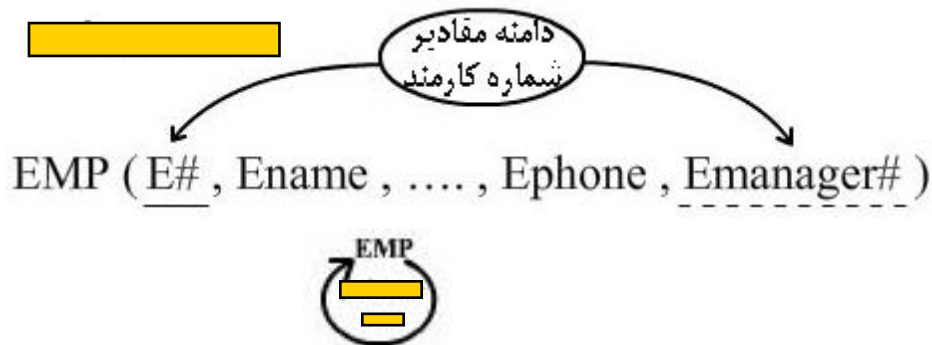 دامنه مقادیر
شماره کارمند
EMP ( E# , Ename , .... , Ephone , Emanager# )
EMP